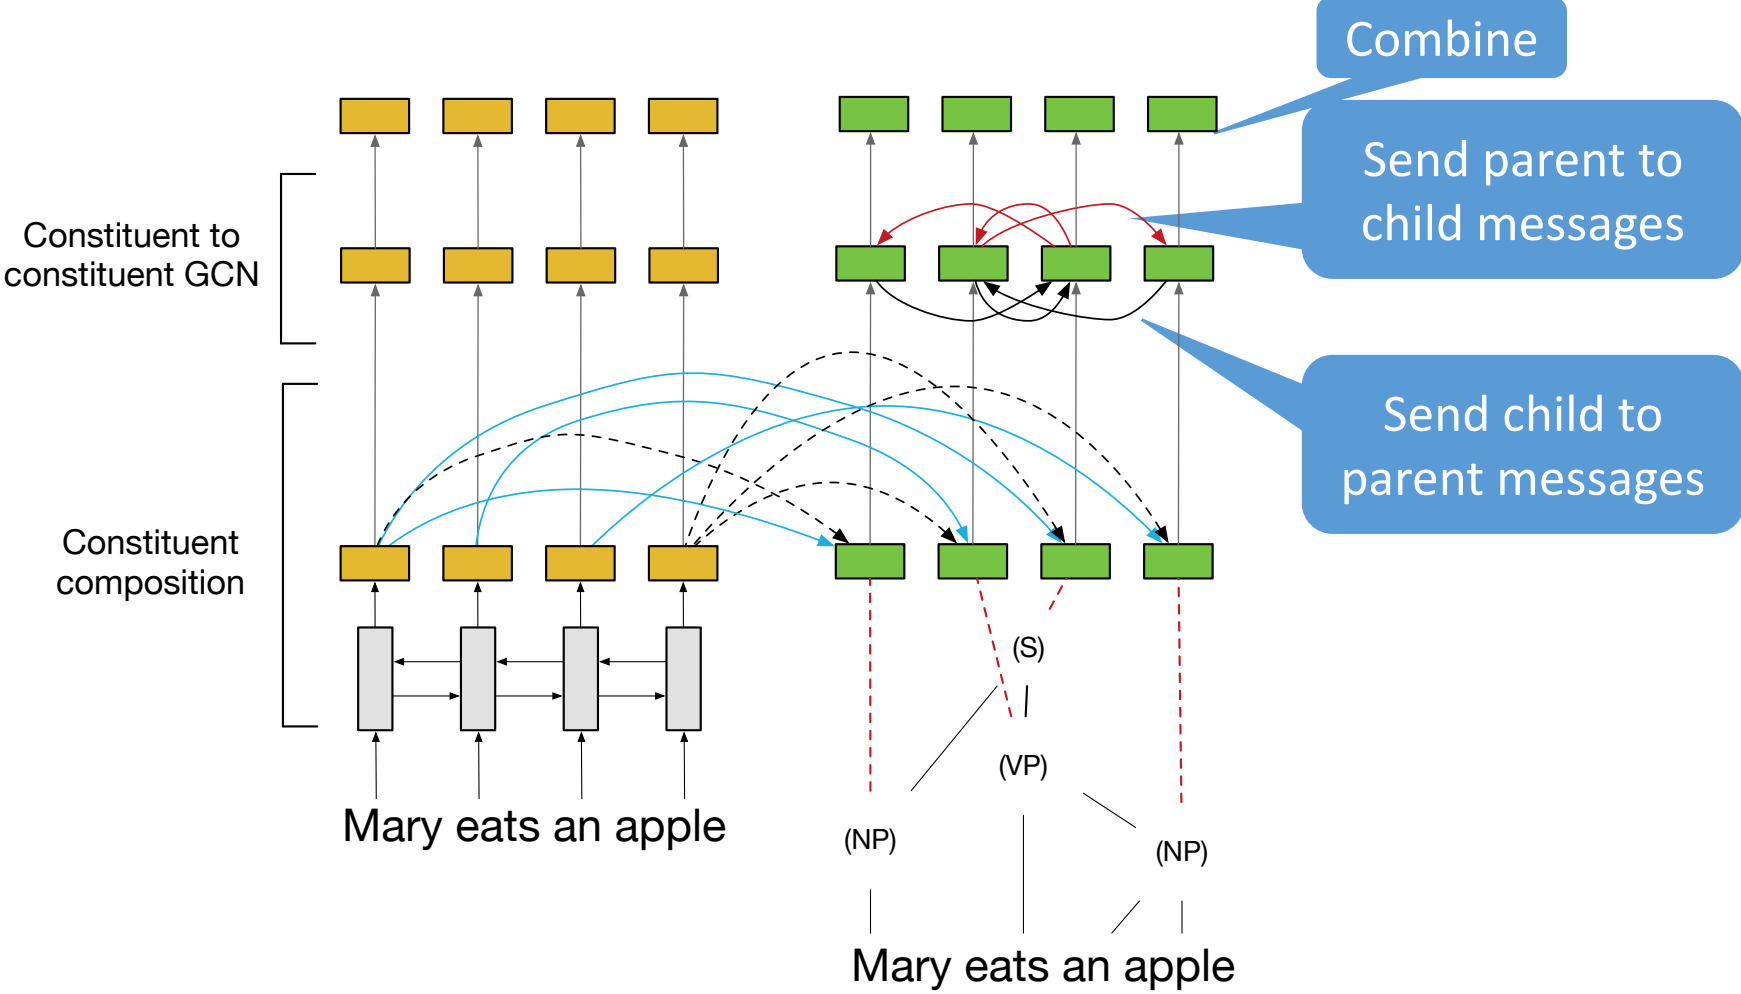 Combine
Send parent to
child messages
Constituent to
constituent GCN
Send child to
parent messages
Constituent
composition
(S)
(VP)
Mary eats an apple
(NP)
(NP)
Mary eats an apple